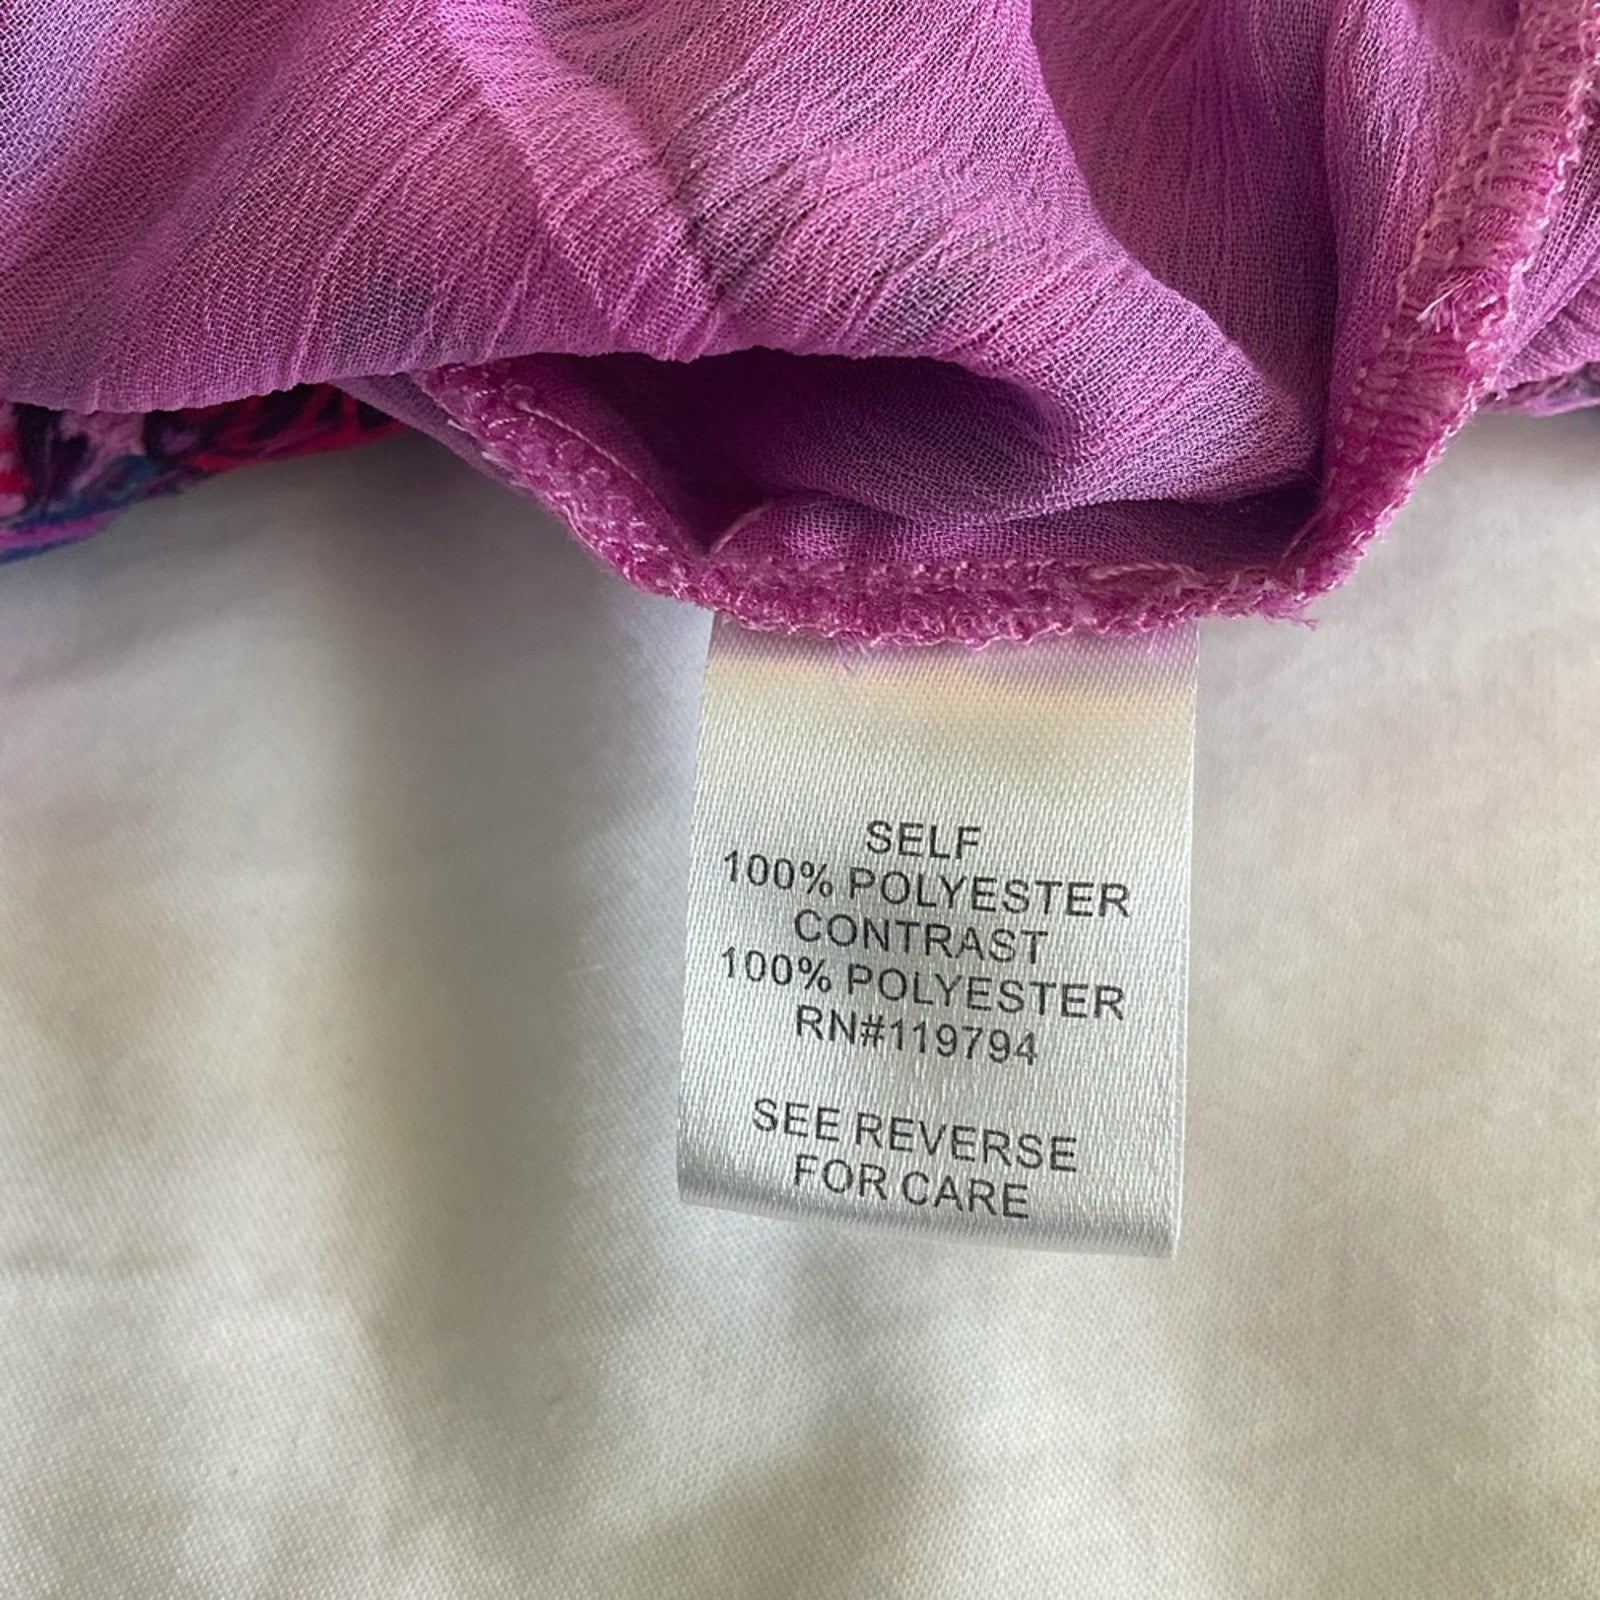 SELF
100% POLYESTER
CONTRAST
100% POLYESTER
RN#119794
SEE REVERSE
FOR CARE